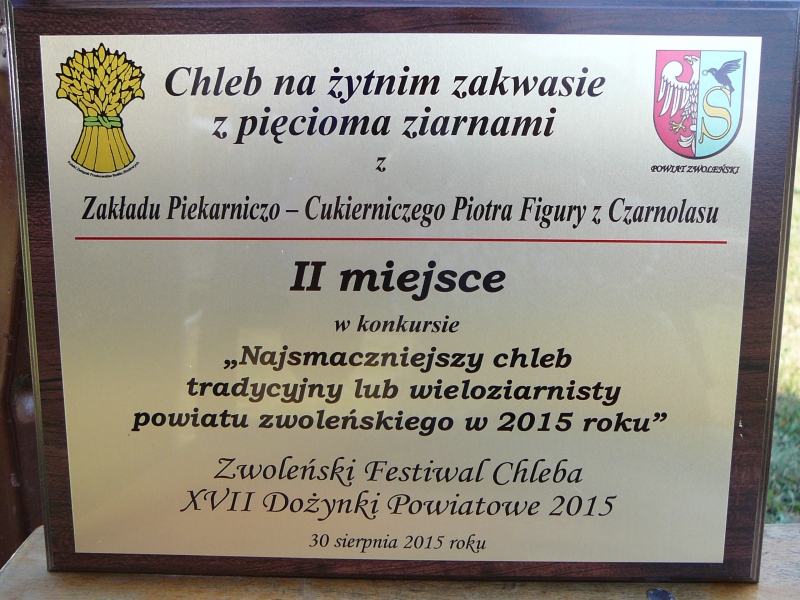 Chleb na żytnim zakwasie
z pięcioma ziarnami
z
Zakładu Piekarniczo – Cukierniczego Piotra Figury z Czarnolasu
POWIAT ZWOLEŃSKI
II miejsce
w konkursie
„Najsmaczniejszy chleb
tradycyjny lub wieloziarnisty
powiatu zwoleńskiego w 2015 roku”
Zwoleński Festiwal Chleba
XVII Dożynki Powiatowe 2015
30 sierpnia 2015 roku